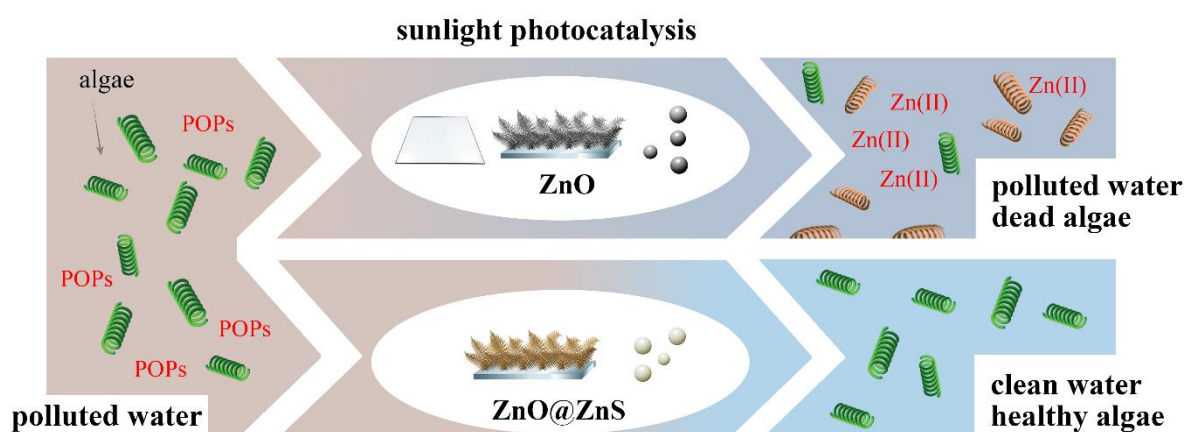 sunlight photocatalysis
algae
POPs
POPs
POPs
POPs
polluted water
ZnO
Zn(II)
Zn(II)
Zn(II)
Zn(II)
polluted water
dead algae
ZnO@ZnS
clean water
healthy algae